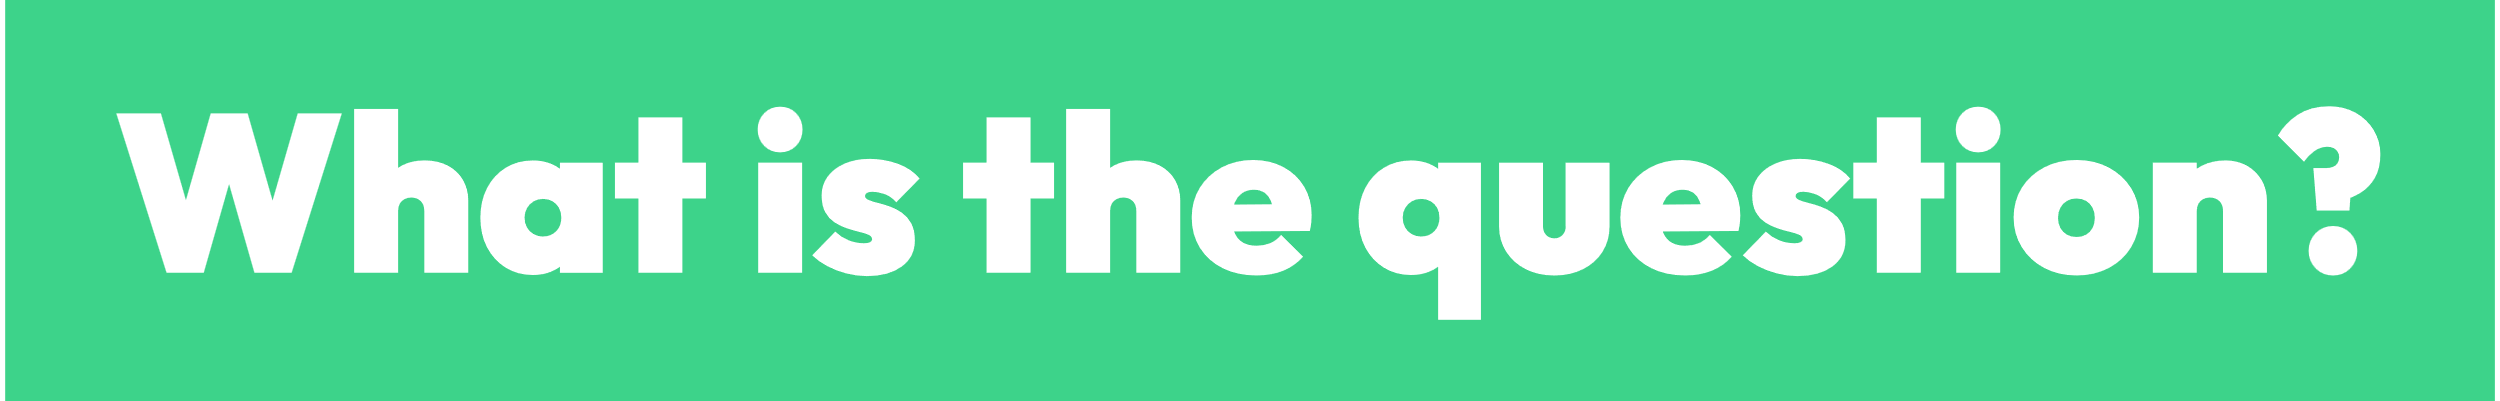 What is the question?